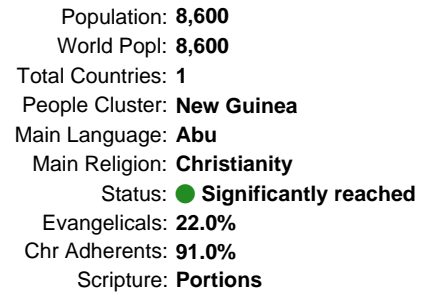 Population: 8,600
World Popl: 8,600
Total Countries: 1
People Cluster: New Guinea
Main Language: Abu
Main Religion: Christianity
Status: Significantly reached
Evangelicals: 22.0%
Chr Adherents: 91.0%
Scripture: Portions